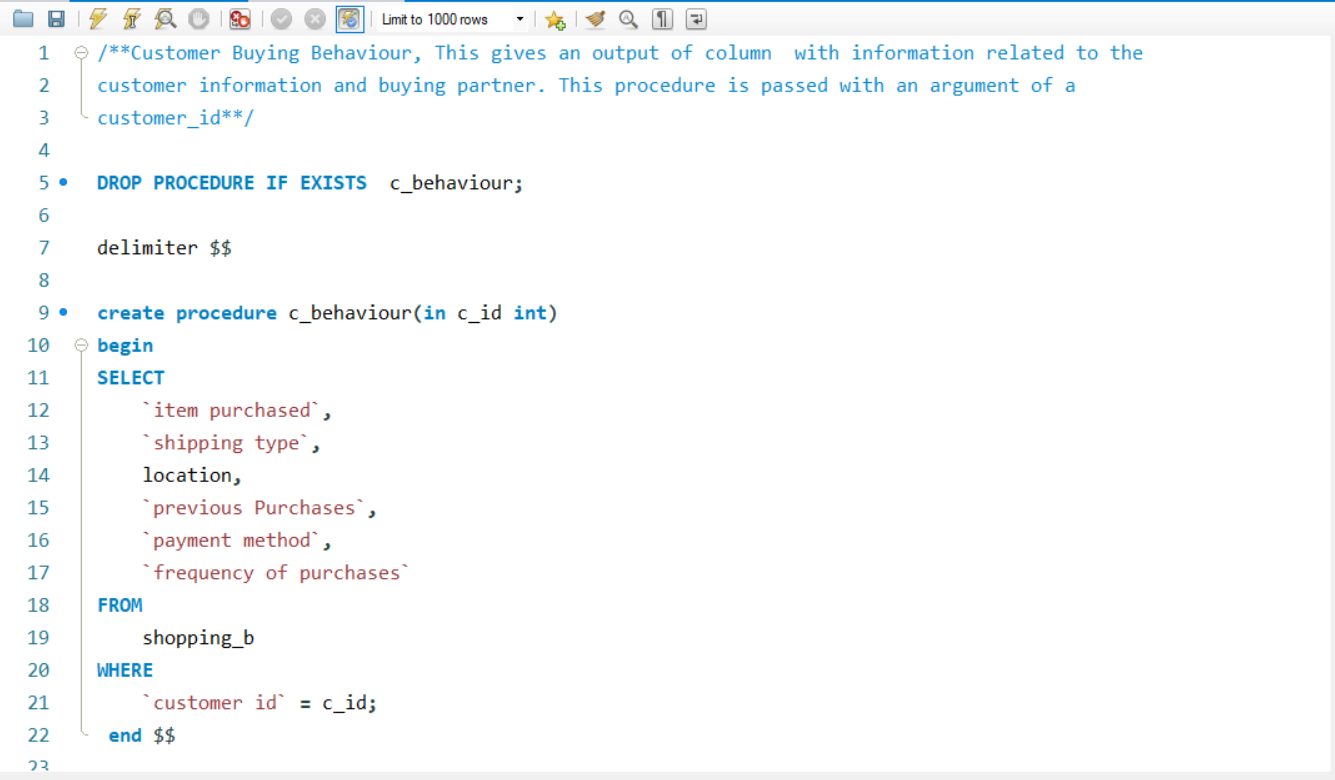 Limit to 1000 rows
1 /**Customer Buying Behaviour, This gives an output of column  with information related to the
2 customer information and buying partner. This procedure is passed with an argument of a
3 customer_id**/
4
5 DROP PROCEDURE IF EXISTS  c_behaviour;
6
7 delimiter $$
8
9 create procedure c_behaviour(in c_id int)
10 begin
11 SELECT
12     `item purchased`,
13     `shipping type`,
14     location,
15     `previous Purchases`,
16     `payment method`,
17     `frequency of purchases`
18 FROM
19     shopping_b
20 WHERE
21     `customer id` = c_id;
22  end $$
23